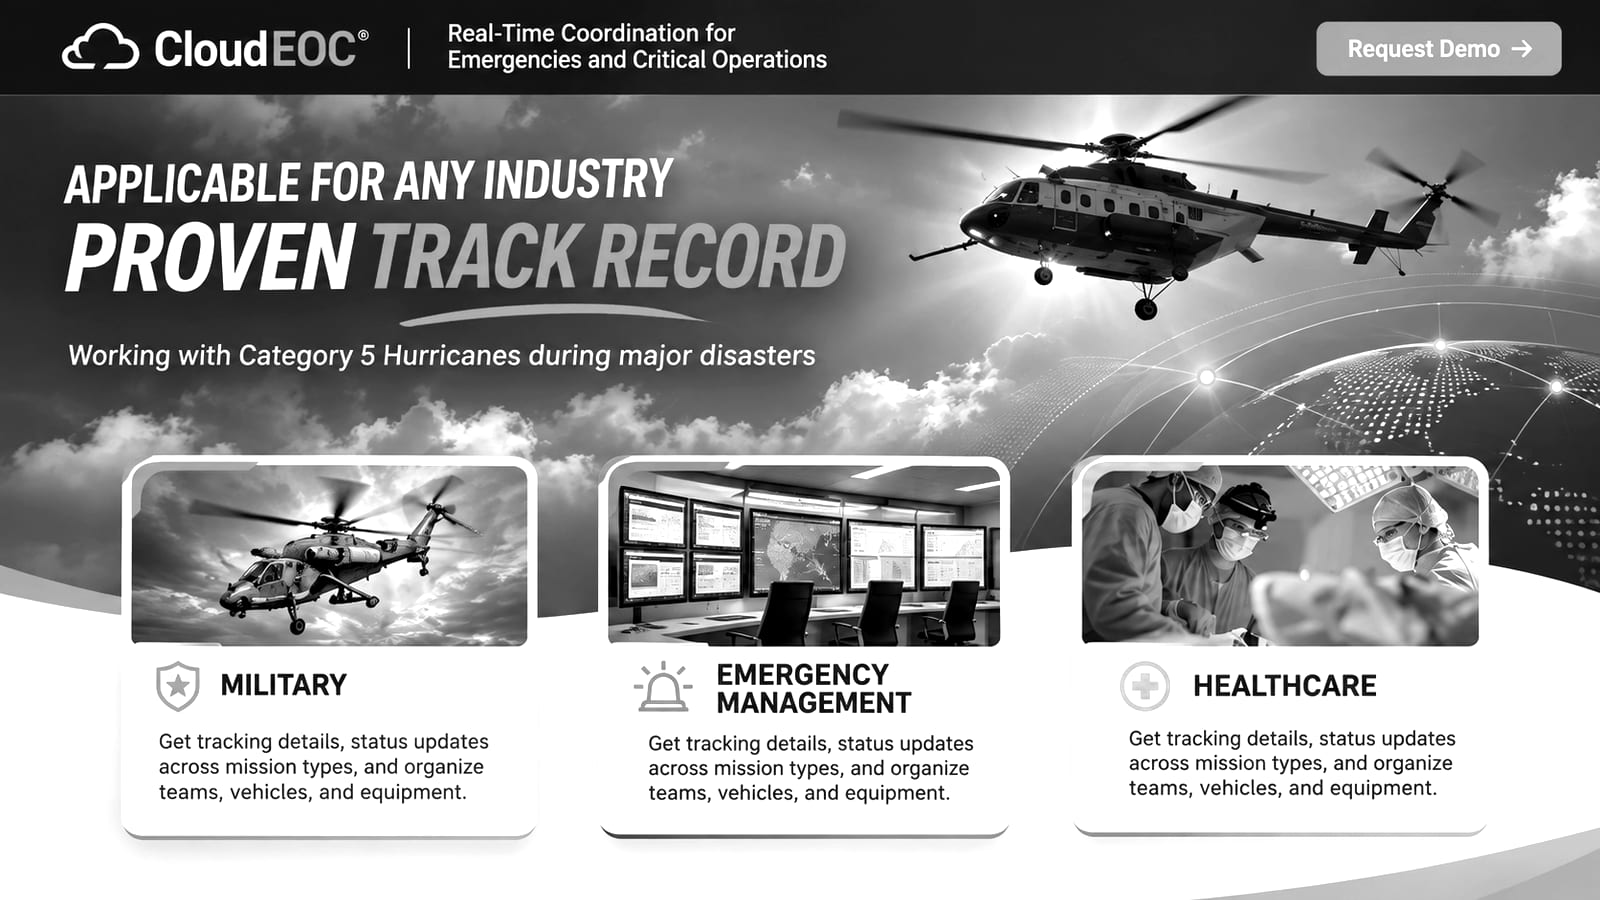 CloudEOC®
Real-Time Coordination for
Emergencies and Critical Operations
Request Demo →
APPLICABLE FOR ANY INDUSTRY
PROVEN TRACK RECORD
Working with Category 5 Hurricanes during major disasters
MILITARY
Get tracking details, status updates
across mission types, and organize
teams, vehicles, and equipment.
EMERGENCY
MANAGEMENT
Get tracking details, status updates
across mission types, and organize
teams, vehicles, and equipment.
HEALTHCARE
Get tracking details, status updates
across mission types, and organize
teams, vehicles, and equipment.